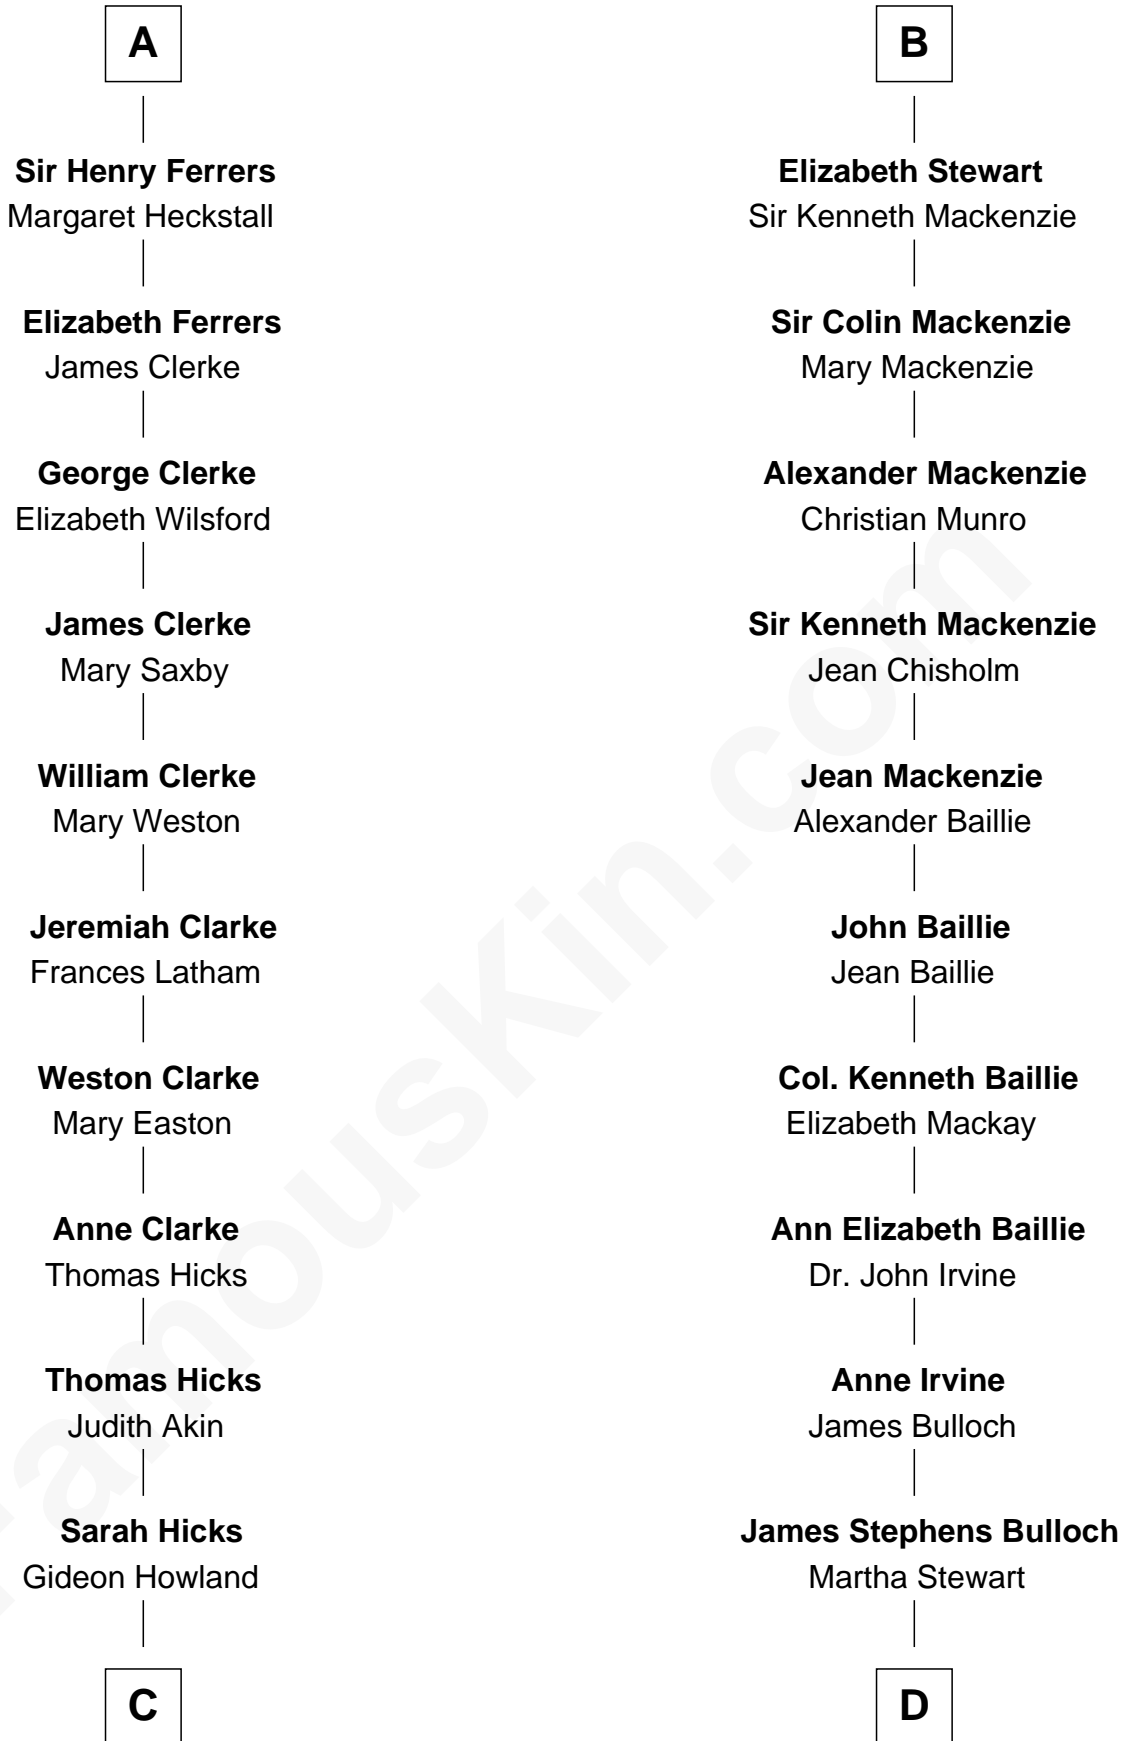 A
Sir Henry Ferrers
Margaret Heckstall
Elizabeth Ferrers
James Clerke
George Clerke
Elizabeth Wilsford
James Clerke
Mary Saxby
William Clerke
Mary Weston
Jeremiah Clarke
Frances Latham
Weston Clarke
Mary Easton
Anne Clarke
Thomas Hicks
Thomas Hicks
Judith Akin
Sarah Hicks
Gideon Howland
C
B
Elizabeth Stewart
Sir Kenneth Mackenzie
Sir Colin Mackenzie
Mary Mackenzie
Alexander Mackenzie
Christian Munro
Sir Kenneth Mackenzie
Jean Chisholm
Jean Mackenzie
Alexander Baillie
John Baillie
Jean Baillie
Col. Kenneth Baillie
Elizabeth Mackay
Ann Elizabeth Baillie
Dr. John Irvine
Anne Irvine
James Bulloch
James Stephens Bulloch
Martha Stewart
D
FamousKin.com